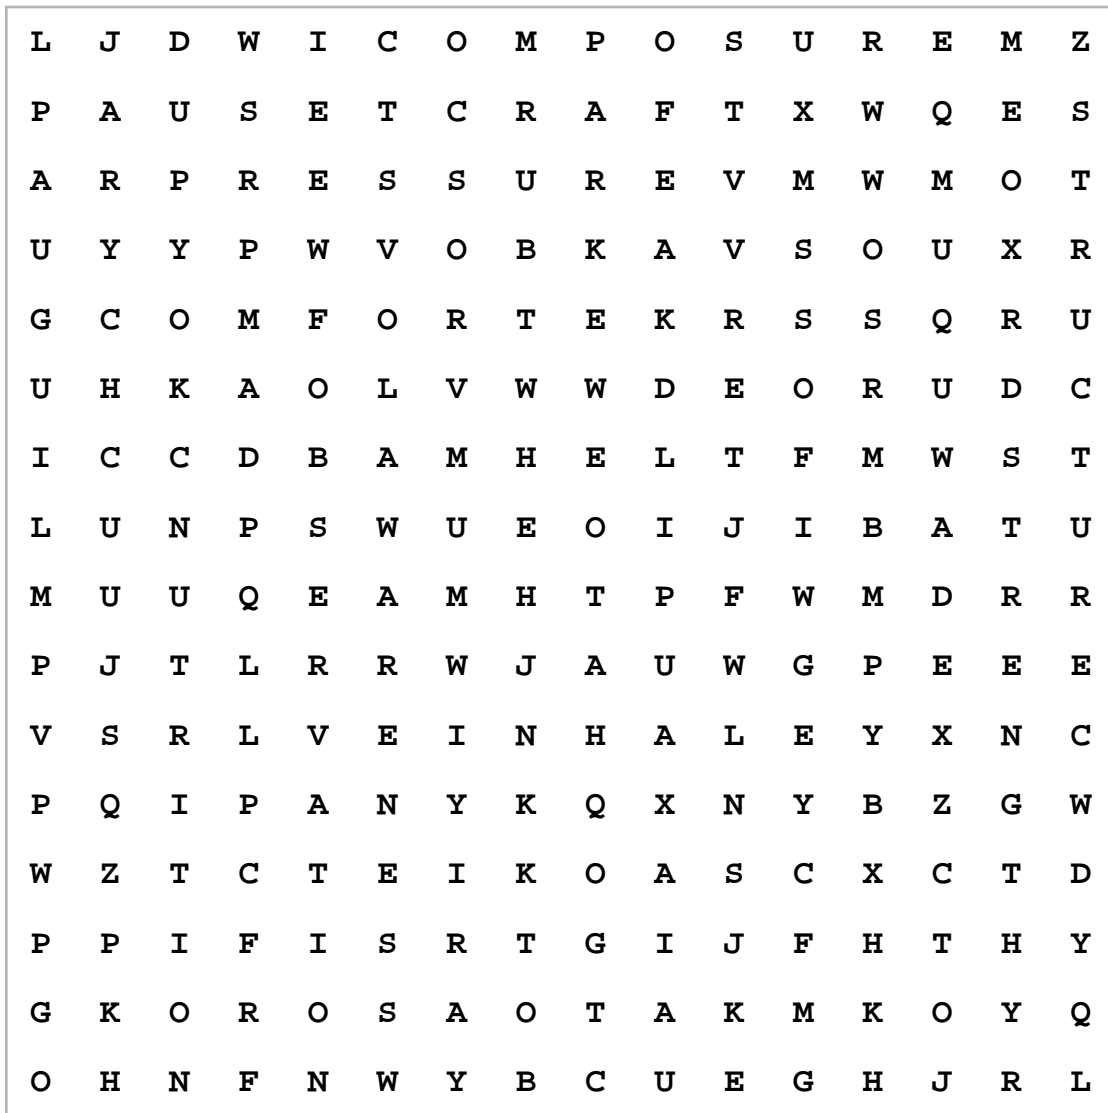 L J D W I C O M P O S U R E M Z
P A U S E T C R A F T X W Q E S
A R P R E S S U R E V M W M O T
U Y Y P W V O B K A V S O U X R
G C O M F O R T E K R S S Q R U
U H K A O L V W W D E O R U D C
I C C D B A M H E L T F M W S T
L U N P S W U E O I J I B A T U
M U U Q E A M H T P F W M D R R
P J T L R R W J A U W G P E E E
V S R L V E I N H A L E Y X N C
P Q I P A N Y K Q X N Y B Z G W
W Z T C T E I K O A S C X C T D
P P I F I S R T G I J F H T H Y
G K O R O S A O T A K M K O Y Q
O H N F N W Y B C U E G H J R L